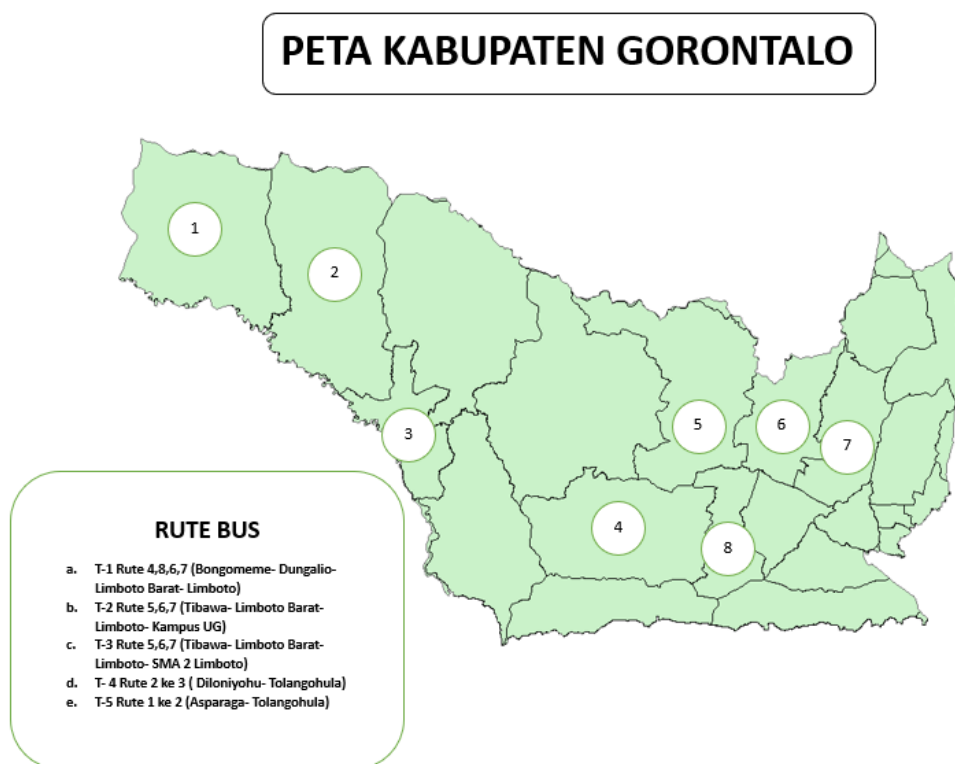 PETA KABUPATEN GORONTALO
1
2
3
5
6
7
4
8
RUTE BUS
a. T-1 Rute 4,8,6,7 (Bongomeme- Dungalio-
Limboto Barat- Limboto)
b. T-2 Rute 5,6,7 (Tibawa- Limboto Barat-
Limboto- Kampus UG)
c. T-3 Rute 5,6,7 (Tibawa- Limboto Barat-
Limboto- SMA 2 Limboto)
d. T- 4 Rute 2 ke 3 ( Diloniyohu- Tolangohula)
e. T-5 Rute 1 ke 2 (Asparaga- Tolangohula)